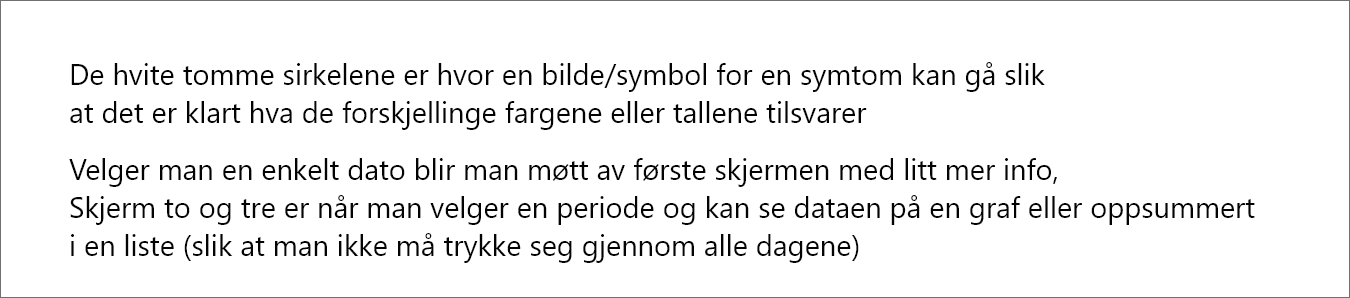 De hvite tomme sirkelene er hvor en bilde/symbol for en symtom kan gå slik
at det er klart hva de forskjellinge fargene eller tallene tilsvarer
Velger man en enkelt dato blir man møtt av første skjermen med litt mer info,
Skjerm to og tre er når man velger en periode og kan se dataen på en graf eller oppsummert
i en liste (slik at man ikke må trykke seg gjennom alle dagene)